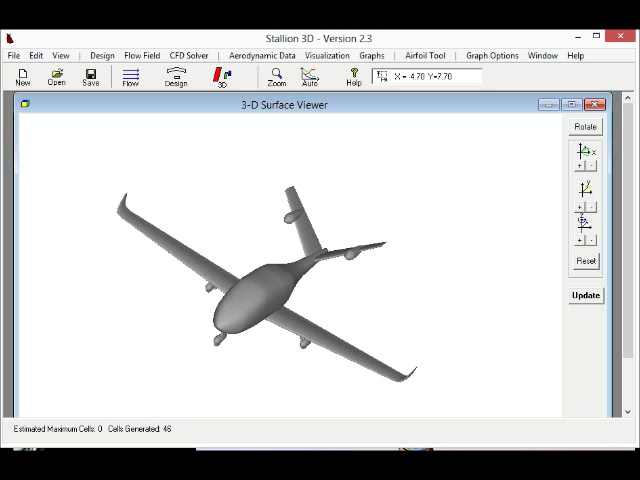 Stallion 3D - Version 2.3
File Edit View Design Flow Field CFD Solver Aerodynamic Data Visualization Graphs Airfoil Tool Graph Options Window Help
New Open Save Flow Design 3D Zoom Auto Help X = -4.70 Y=7.70
3-D Surface Viewer
Rotate
x
+ -
y
+ -
+ -
Reset
Update
Estimated Maximum Cells: 0 Cells Generated: 46